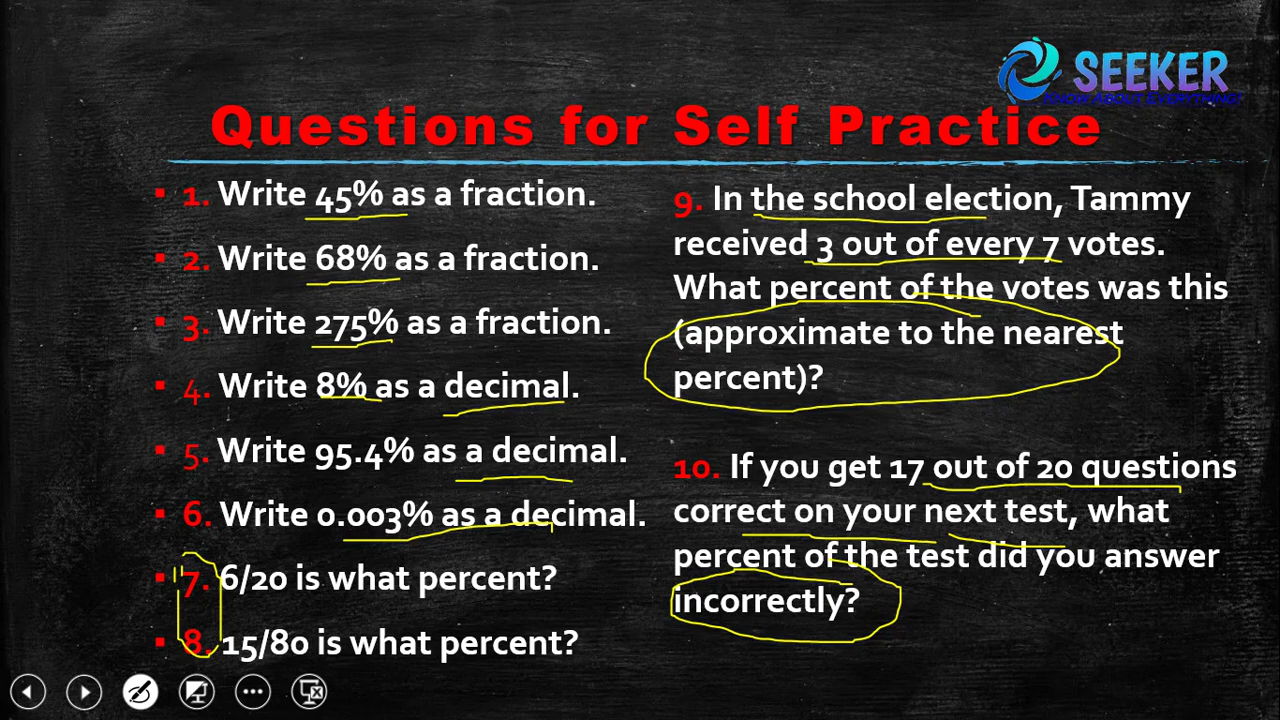 SEEKER
KNOW ABOUT EVERYTHING!
Questions for Self Practice
1. Write 45% as a fraction.
2. Write 68% as a fraction.
3. Write 275% as a fraction.
4. Write 8% as a decimal.
5. Write 95.4% as a decimal.
6. Write 0.003% as a decimal.
7. 6/20 is what percent?
8. 15/80 is what percent?
9. In the school election, Tammy
received 3 out of every 7 votes.
What percent of the votes was this
(approximate to the nearest
percent)?
10. If you get 17 out of 20 questions
correct on your next test, what
percent of the test did you answer
incorrectly?